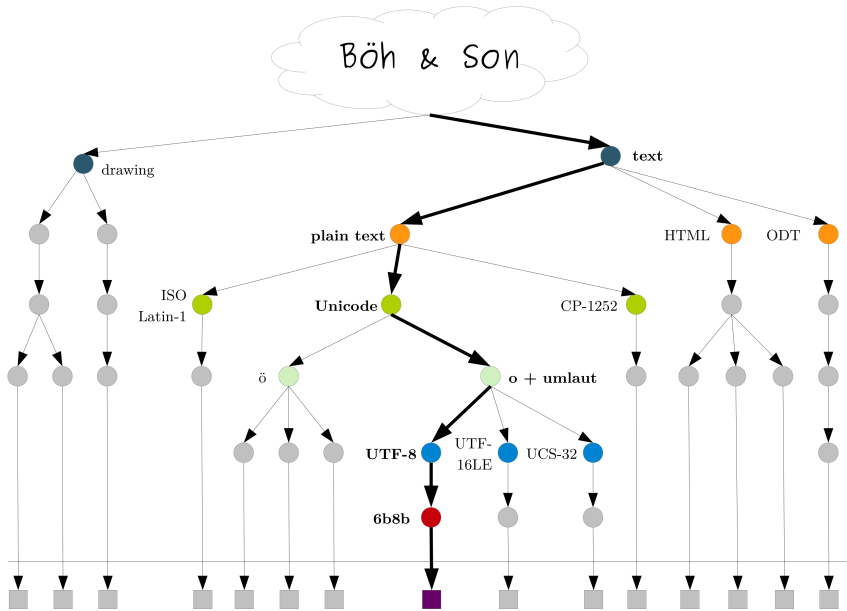 Böh & Son
drawing
text
plain text
HTML
ODT
ISO
Latin-1
Unicode
CP-1252
ö
o + umlaut
UTF-8
UTF-
16LE
UCS-32
6b8b